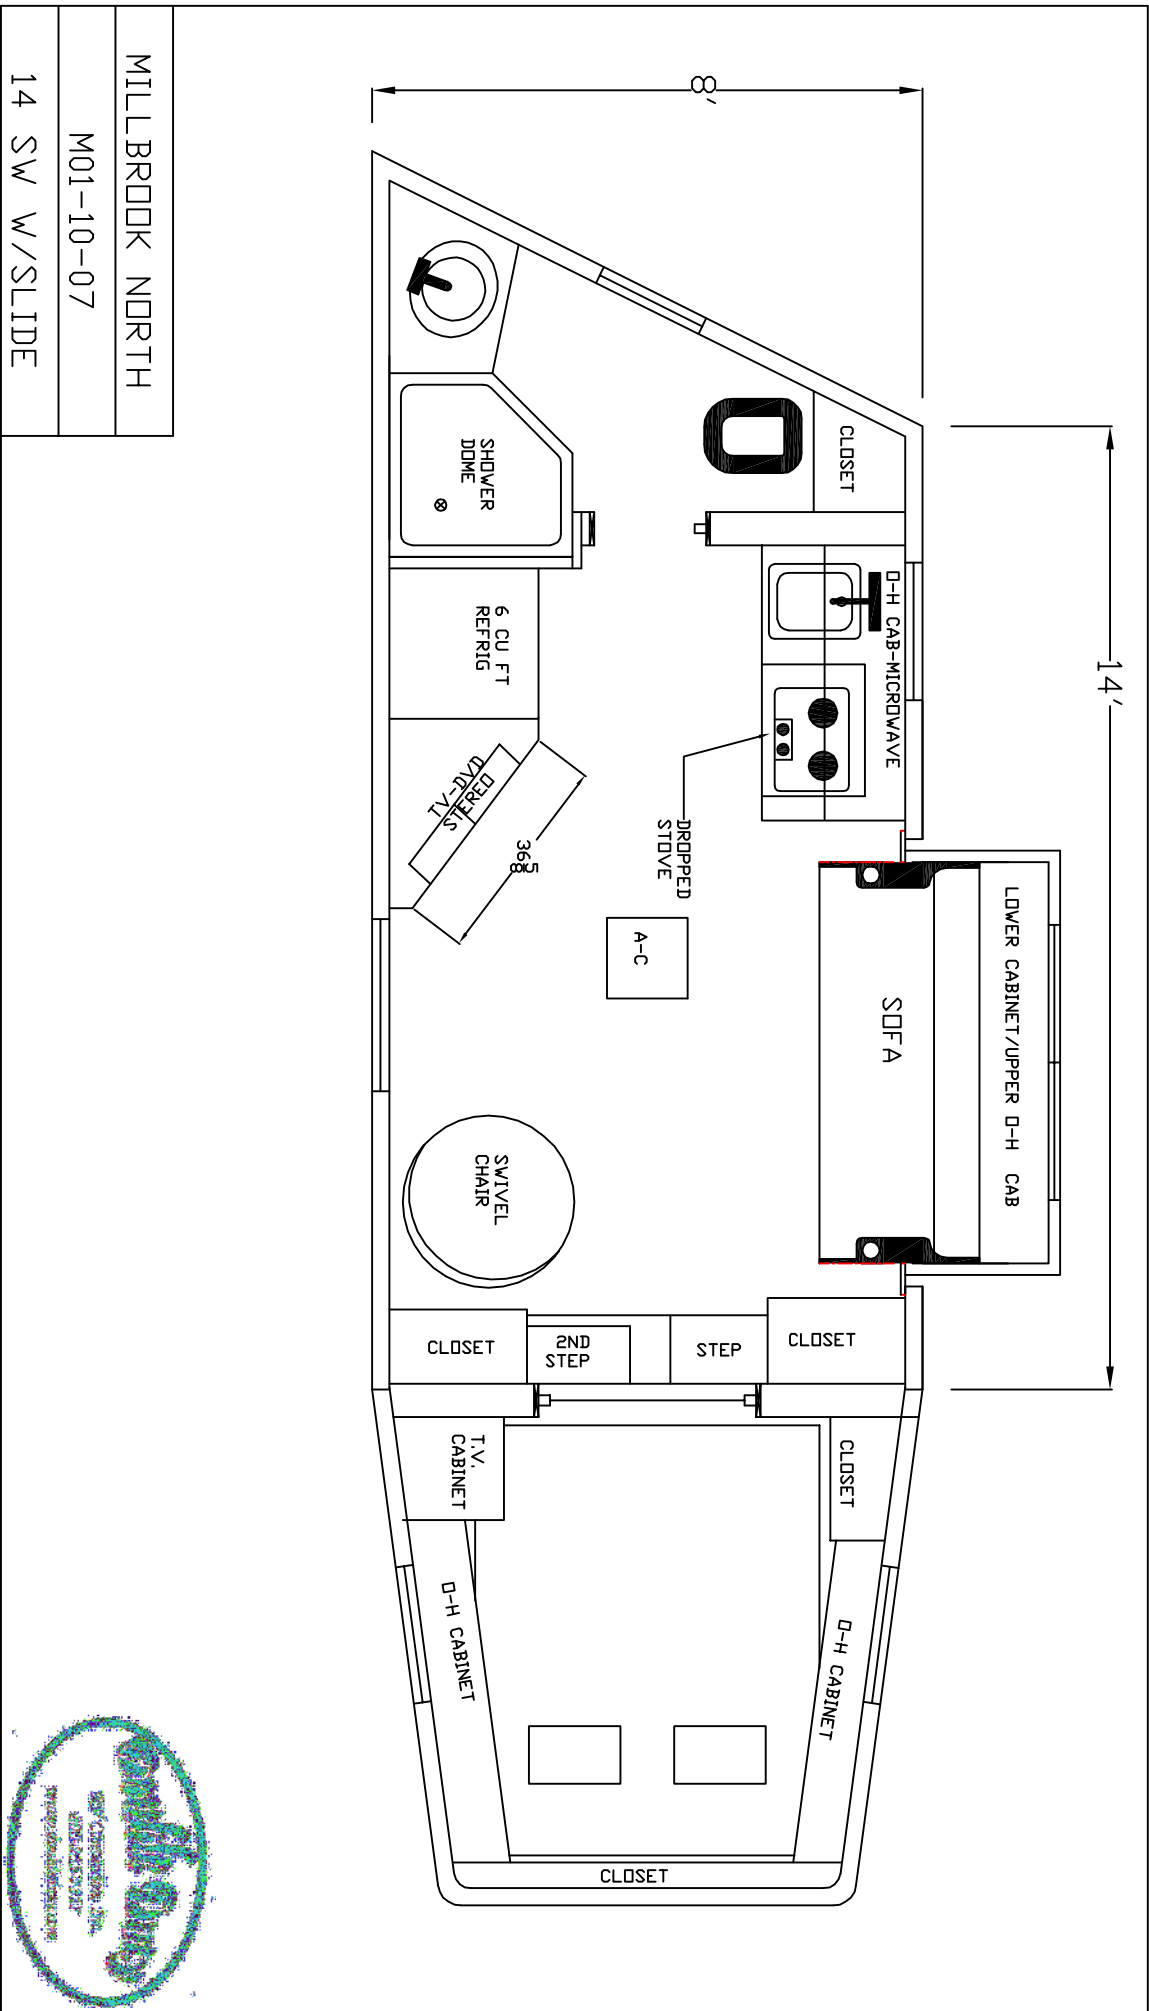 MILLBROOK NORTH
M01-10-07
14 SW W/SLIDE
8'
14'
CLOSET
SHOWER
DOME
O-H CAB-MICROWAVE
6 CU FT
REFRIG
TV-DVD
STEREO
DROPPED
STOVE
A-C
LOWER CABINET/UPPER O-H CAB
SOFA
SWIVEL
CHAIR
CLOSET
2ND
STEP
STEP
CLOSET
T.V.
CABINET
CLOSET
O-H CABINET
O-H CABINET
CLOSET